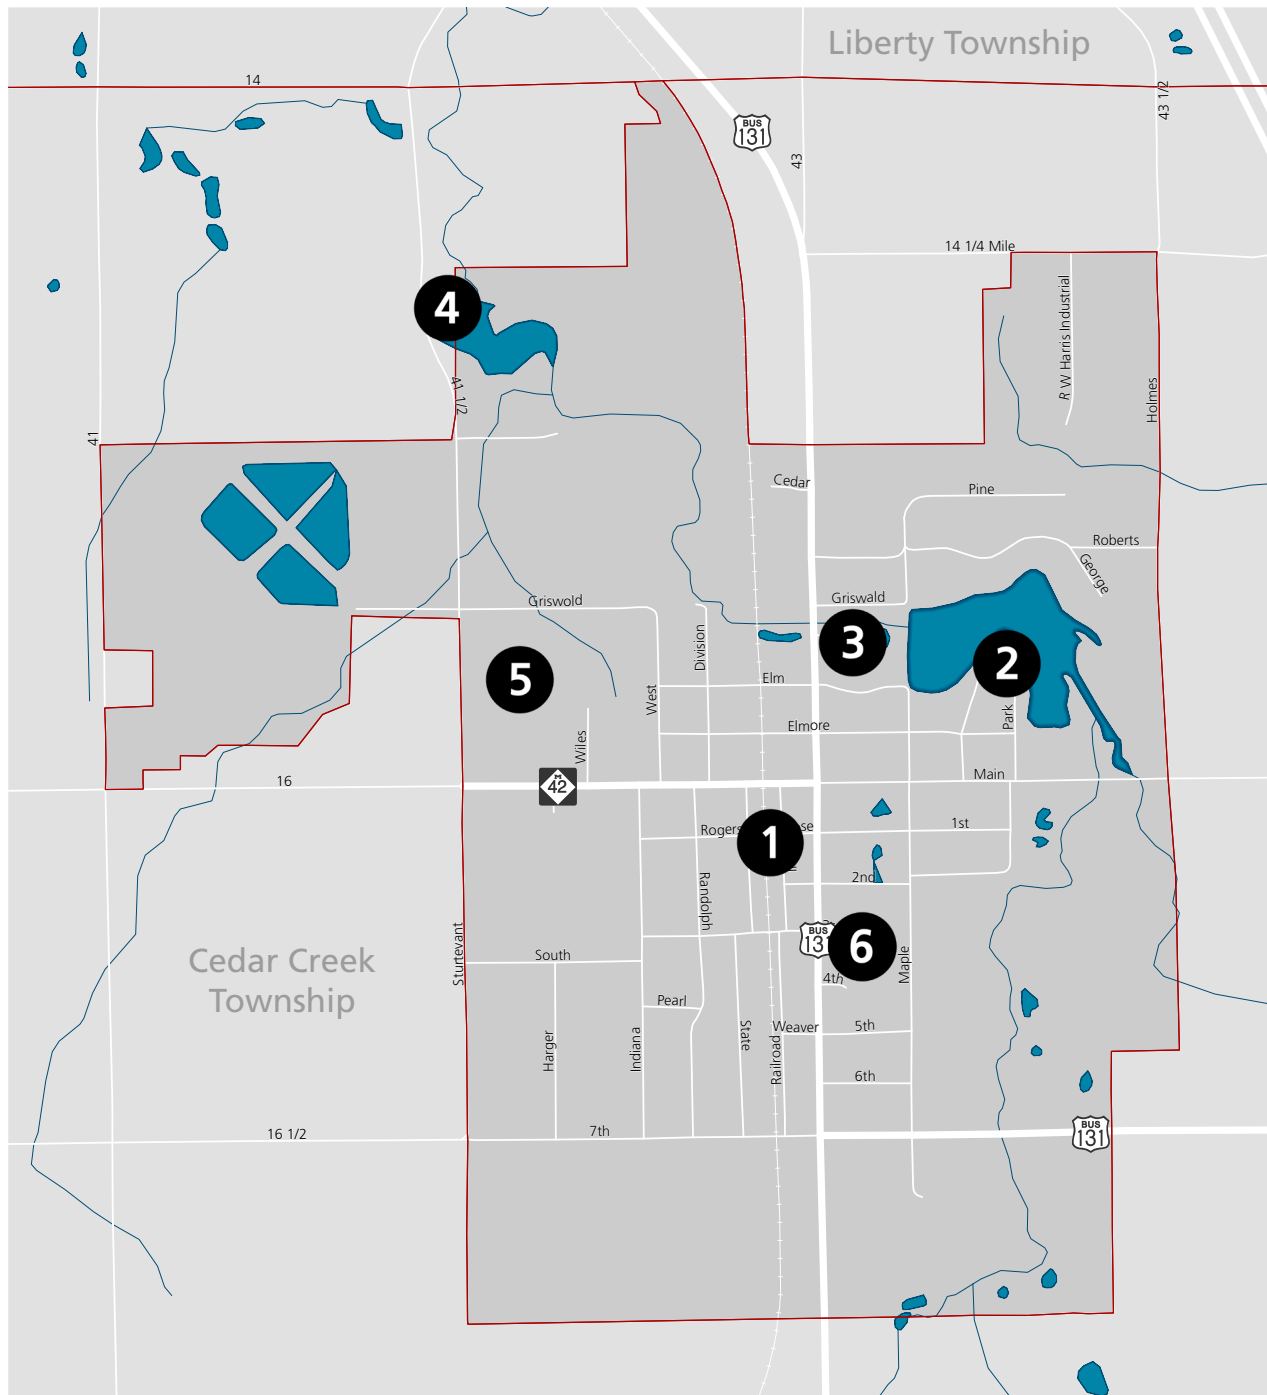 Liberty Township
14
43 1/2
BUS
131
43
14 1/4 Mile
4
R W Harris Industrial
41 1/2
Holmes
41
Cedar
Pine
Roberts
George
Griswold
Griswald
Division
3
2
5
Elm
West
Park
Elmore
Wiles
Main
16
M
42
1
Rogers
1st
2nd
Randolph
BUS
131
6
Maple
Sturtevant
Cedar Creek
Township
South
4th
Pearl
Harger
Indiana
State
Weaver
5th
Railroad
6th
16 1/2
7th
BUS
131